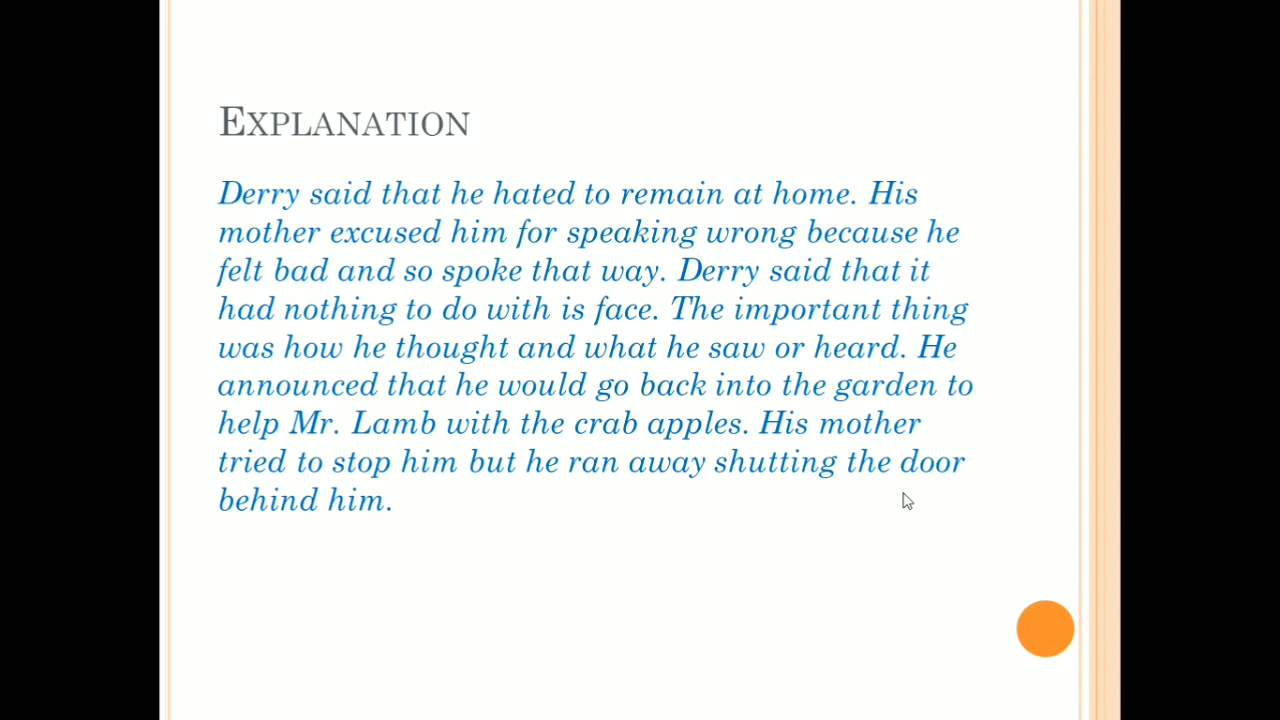 EXPLANATION
Derry said that he hated to remain at home. His
mother excused him for speaking wrong because he
felt bad and so spoke that way. Derry said that it
had nothing to do with is face. The important thing
was how he thought and what he saw or heard. He
announced that he would go back into the garden to
help Mr. Lamb with the crab apples. His mother
tried to stop him but he ran away shutting the door
behind him.